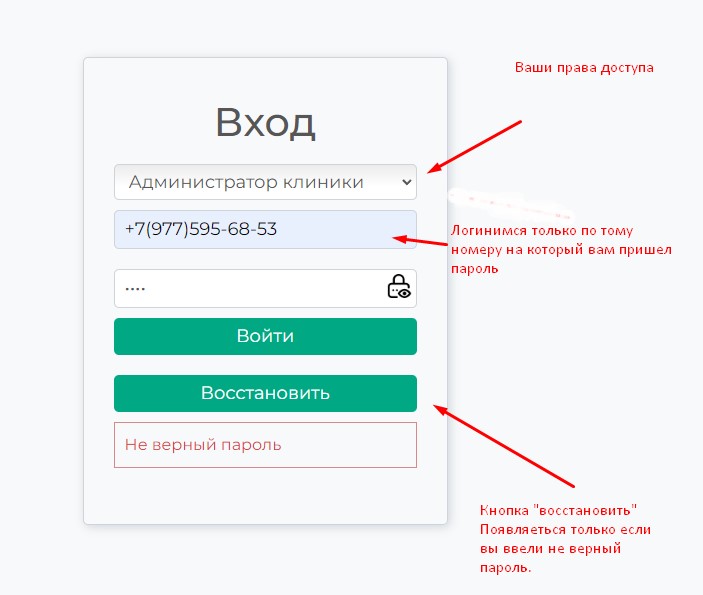 Ваши права доступа
Вход
Администратор клиники
+7(977)595-68-53
Логинимся только по тому
номеру на который вам пришел
пароль
····
Войти
Восстановить
Не верный пароль
Кнопка "восстановить"
Появляеться только если
вы ввели не верный
пароль.